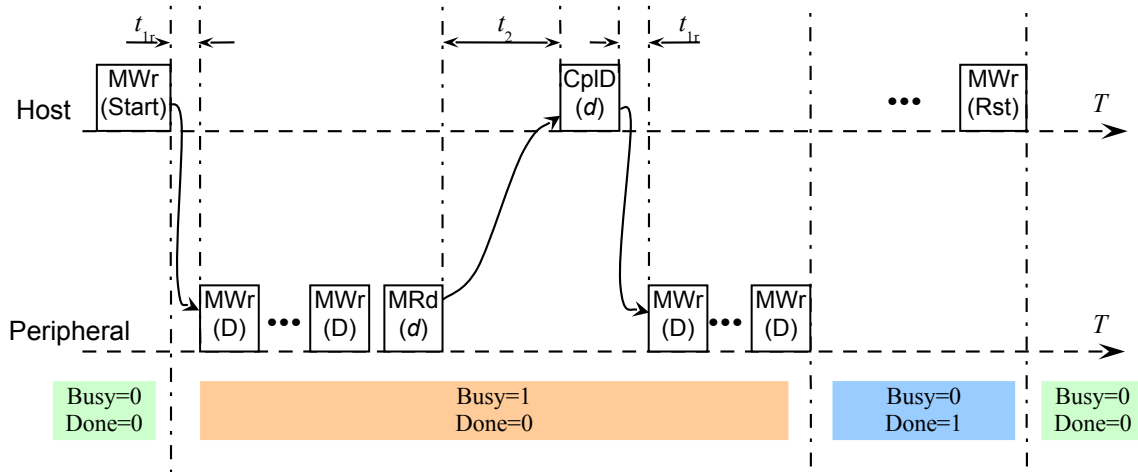 t1r t2 t1r
MWr CplD MWr
Host (Start) (d) ••• (Rst) T
MWr MWr MRd MWr MWr
Peripheral (D) ••• (D) (d) (D) ••• (D) T
Busy=0 Busy=1 Busy=0 Busy=0
Done=0 Done=0 Done=1 Done=0